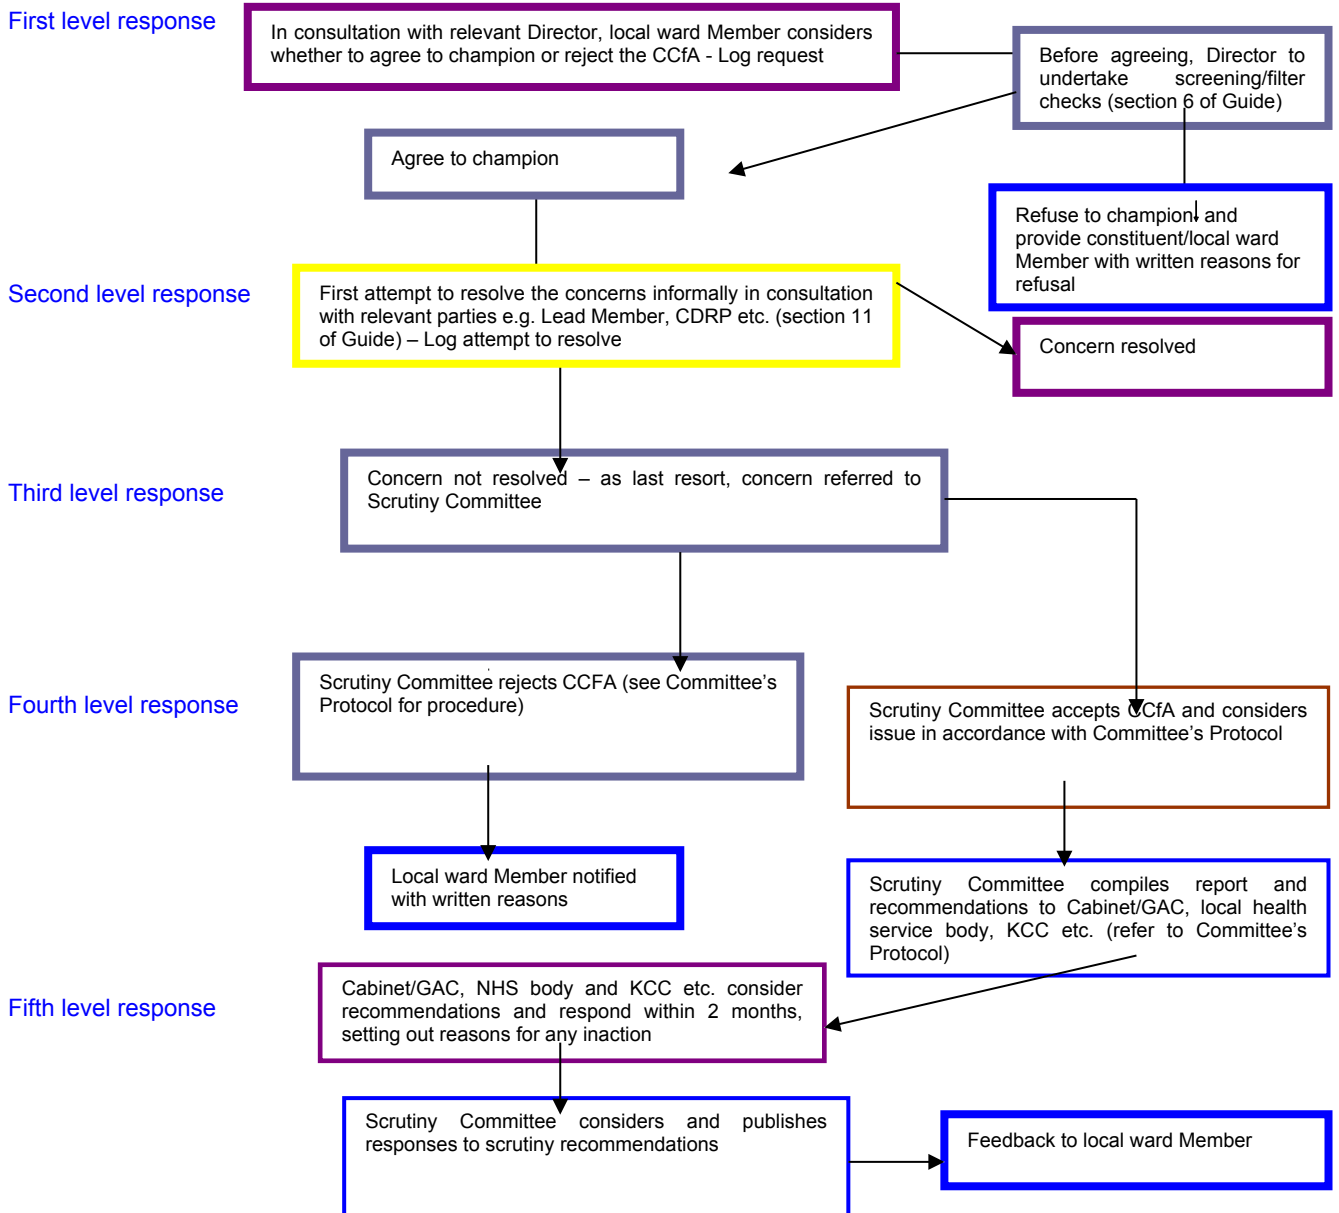 First level response
In consultation with relevant Director, local ward Member considers
whether to agree to champion or reject the CCfA - Log request
Before agreeing, Director to
undertake screening/filter
checks (section 6 of Guide)
Agree to champion
Refuse to champion and
provide constituent/local ward
Member with written reasons for
refusal
Second level response
First attempt to resolve the concerns informally in consultation
with relevant parties e.g. Lead Member, CDRP etc. (section 11
of Guide) – Log attempt to resolve
Concern resolved
Third level response
Concern not resolved – as last resort, concern referred to
Scrutiny Committee
Fourth level response
Scrutiny Committee rejects CCFA (see Committee's
Protocol for procedure)
Scrutiny Committee accepts CCfA and considers
issue in accordance with Committee's Protocol
Local ward Member notified
with written reasons
Scrutiny Committee compiles report and
recommendations to Cabinet/GAC, local health
service body, KCC etc. (refer to Committee's
Protocol)
Fifth level response
Cabinet/GAC, NHS body and KCC etc. consider
recommendations and respond within 2 months,
setting out reasons for any inaction
Scrutiny Committee considers and publishes
responses to scrutiny recommendations
Feedback to local ward Member